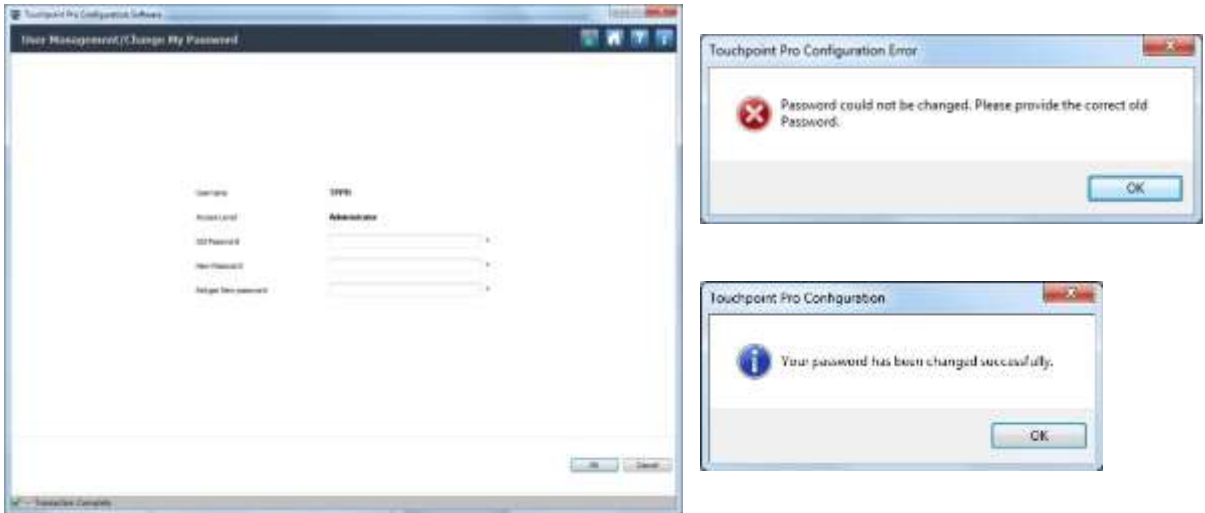 Touchpoint Pro Configuration Software
User Management/Change My Password
Username
Access Level
Administrator
Old Password
*
New Password
*
Retype New password
*
OK
Cancel
Transaction Complete
Touchpoint Pro Configuration Error
Password could not be changed. Please provide the correct old
Password.
OK
Touchpoint Pro Configuration
Your password has been changed successfully.
OK